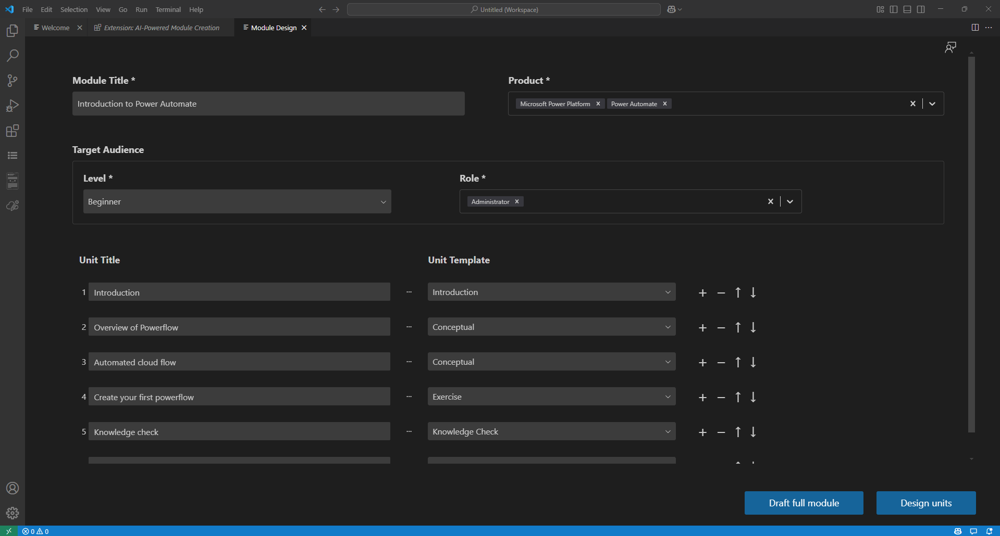 File Edit Selection View Go Run Terminal Help Untitled (Workspace)
Welcome Extension: AI-Powered Module Creation Module Design
Module Title * Product *
Introduction to Power Automate Microsoft Power Platform Power Automate
Target Audience
Level * Role *
Beginner Administrator
Unit Title Unit Template
1 Introduction ... Introduction
2 Overview of Powerflow ... Conceptual
3 Automated cloud flow ... Conceptual
4 Create your first powerflow ... Exercise
5 Knowledge check ... Knowledge Check
Draft full module Design units
0 0